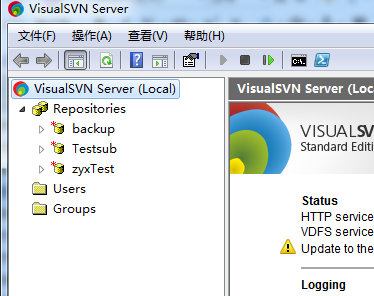 VisualSVN Server
文件(F) 操作(A) 查看(V) 帮助(H)
VisualSVN Server (Local)
Repositories
backup
Testsub
zyxTest
Users
Groups
VisualSVN Server (Loc
VISUALSV
Standard Editi
Status
HTTP service
VDFS service
Update to the
Logging